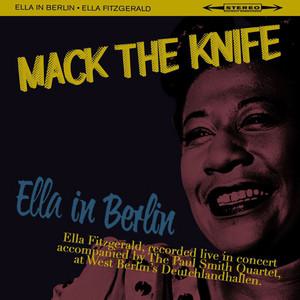 ELLA IN BERLIN • ELLA FITZGERALD
STEREO
MACK THE KNIFE
Ella in Berlin
Ella Fitzgerald, recorded live in concert
accompanied by The Paul Smith Quartet,
at West Berlin's Deutchlandhallen.